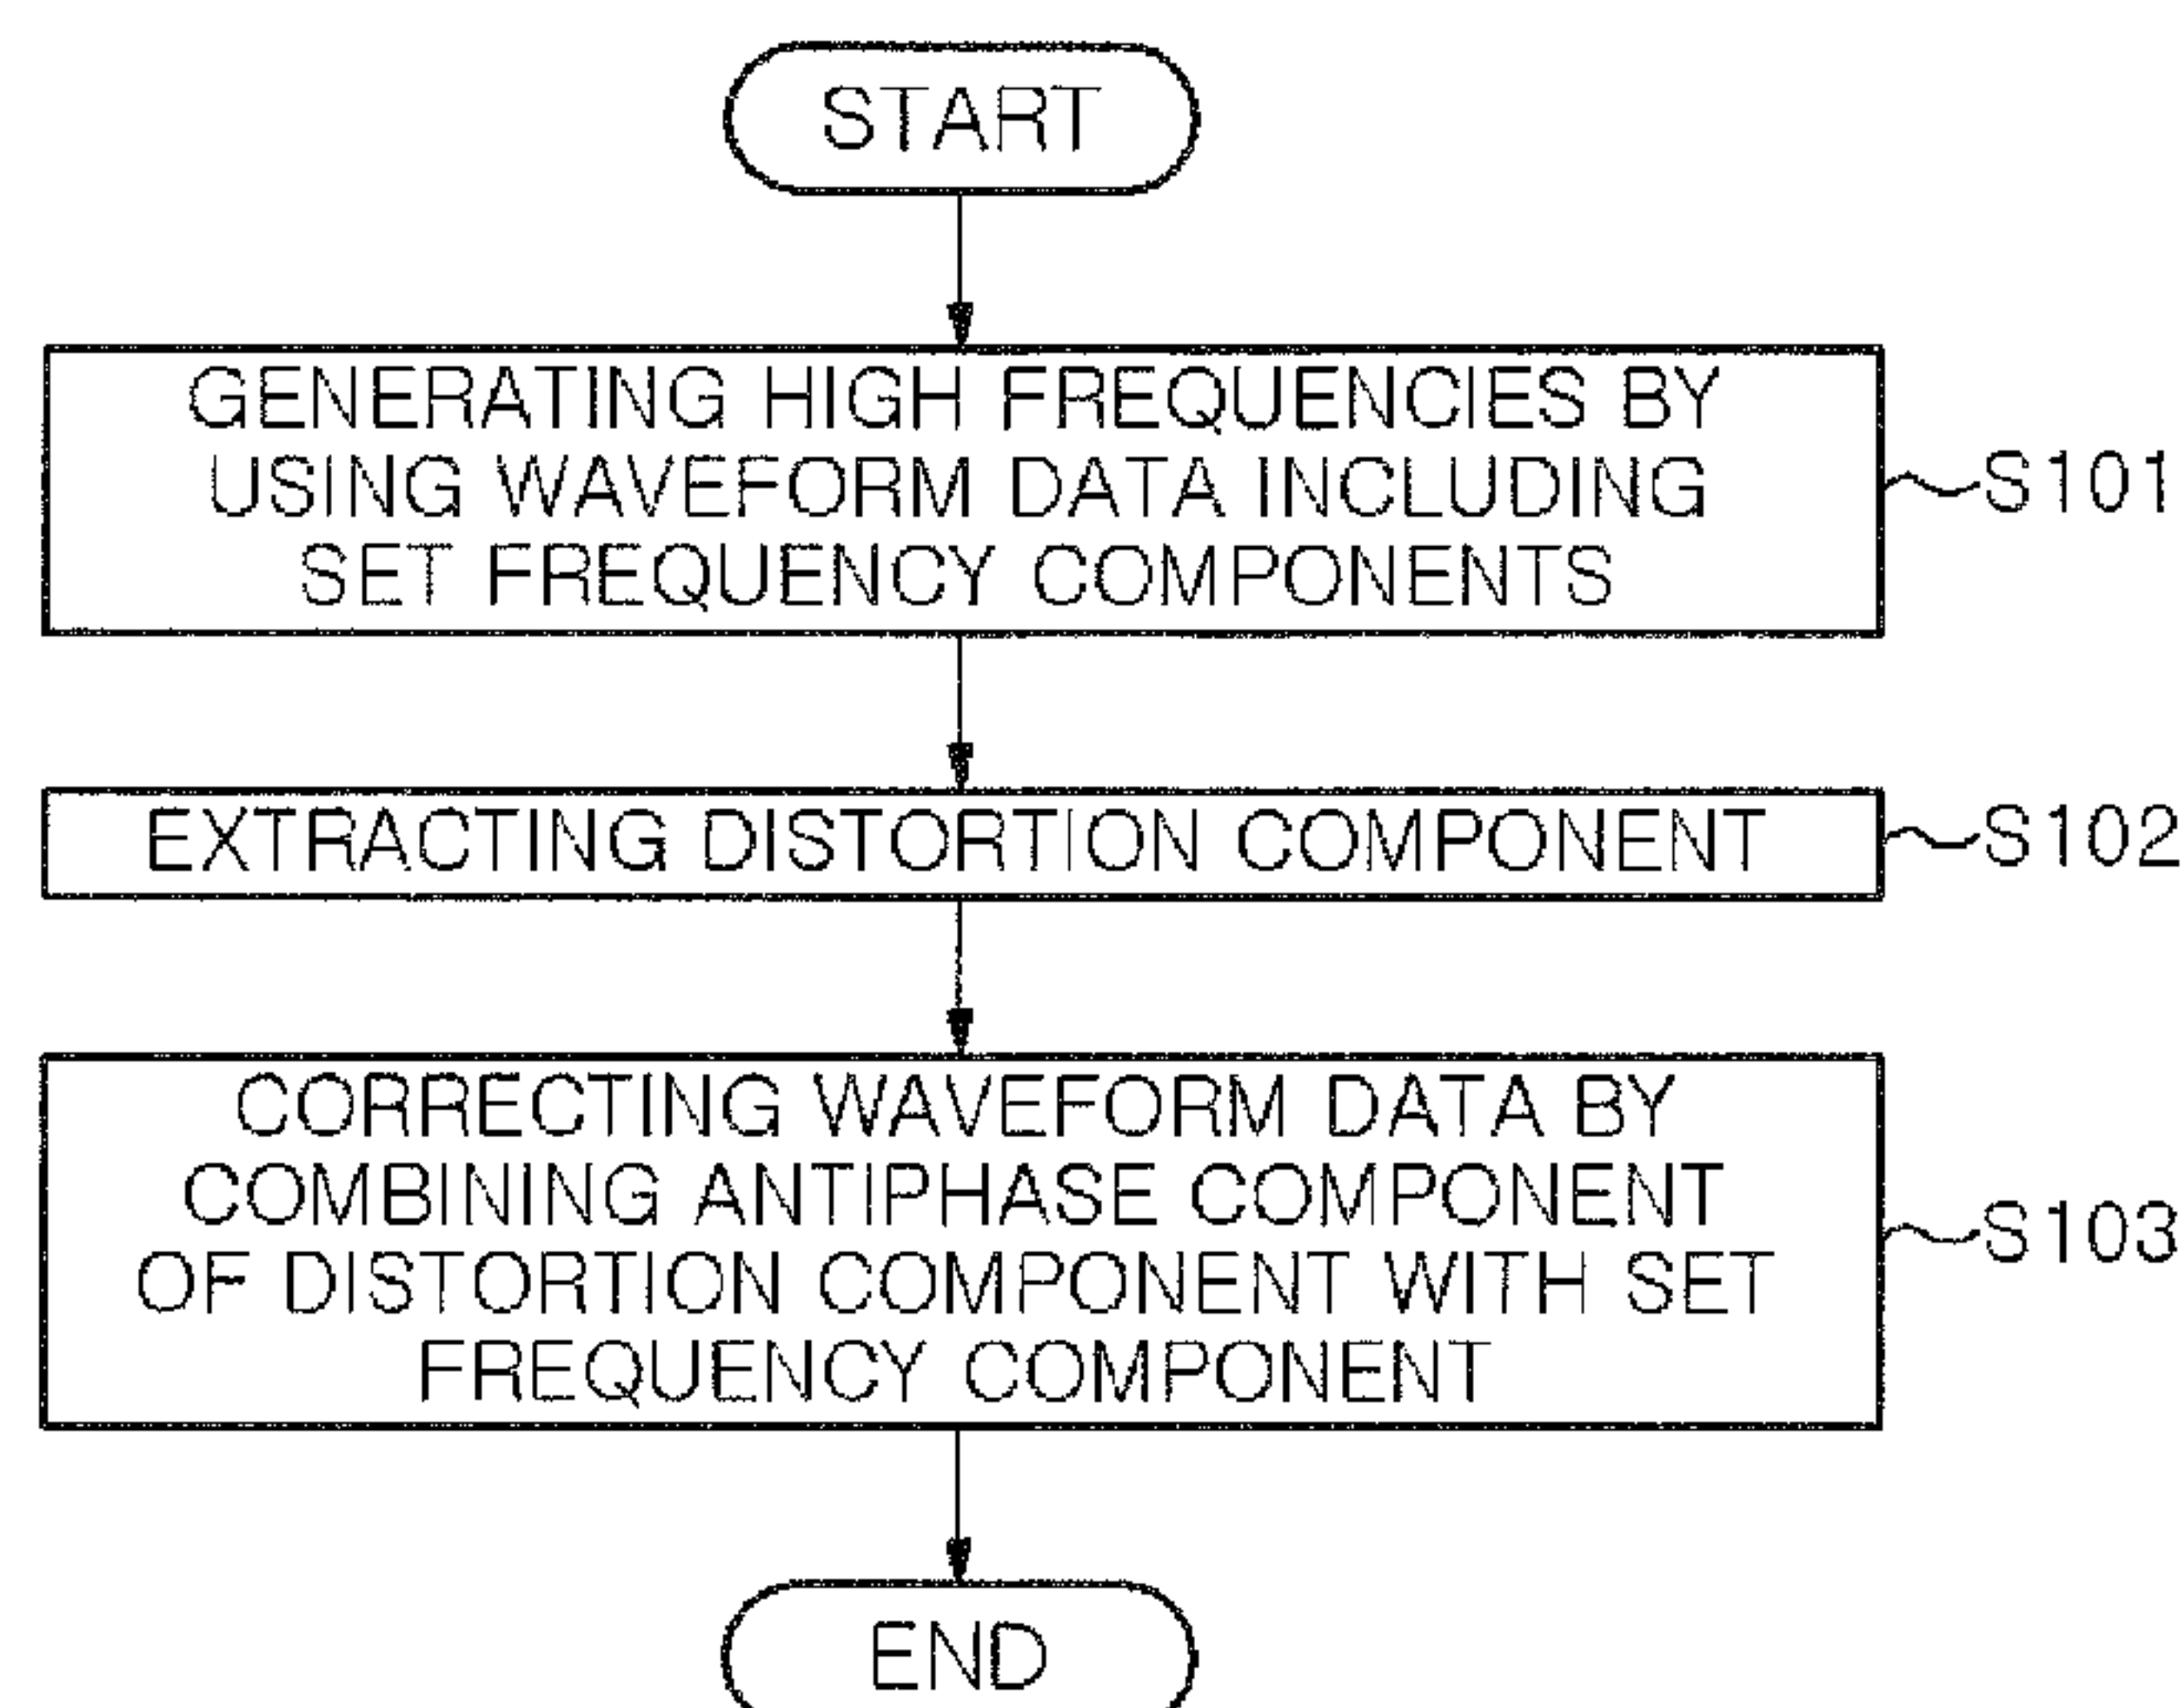 START
GENERATING HIGH FREQUENCIES BY
USING WAVEFORM DATA INCLUDING
SET FREQUENCY COMPONENTS
S101
EXTRACTING DISTORTION COMPONENT
S102
CORRECTING WAVEFORM DATA BY
COMBINING ANTIPHASE COMPONENT
OF DISTORTION COMPONENT WITH SET
FREQUENCY COMPONENT
S103
END